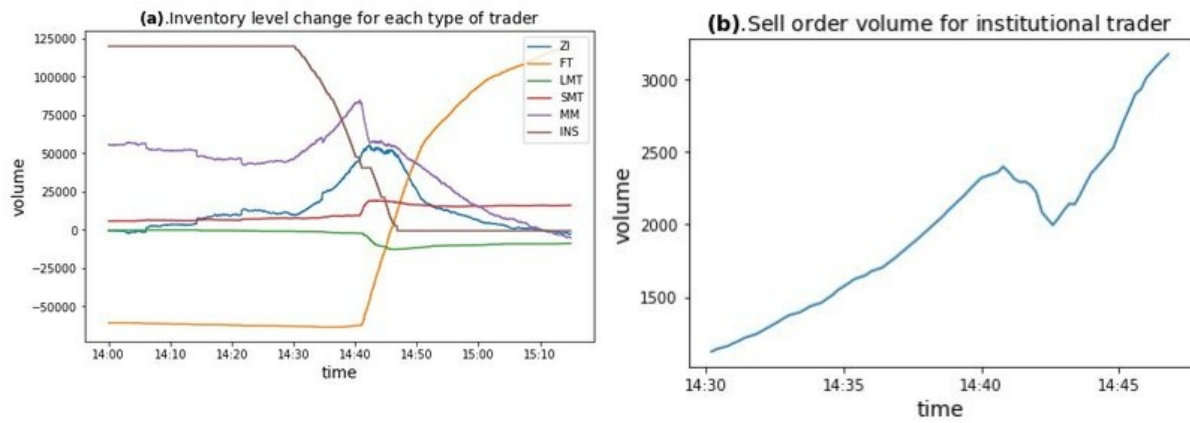 (a).Inventory level change for each type of trader
125000
100000
75000
50000
25000
0
−25000
−50000
volume
ZI
FT
LMT
SMT
MM
INS
14:00 14:10 14:20 14:30 14:40 14:50 15:00 15:10
time
(b).Sell order volume for institutional trader
3000
2500
2000
1500
volume
14:30 14:35 14:40 14:45
time